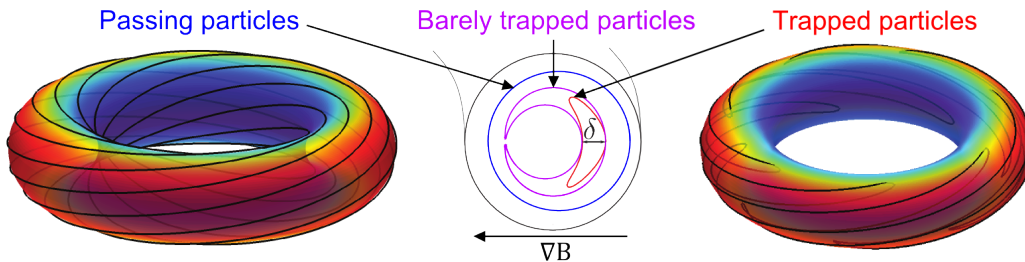 Passing particles
Barely trapped particles
Trapped particles
δ
∇B